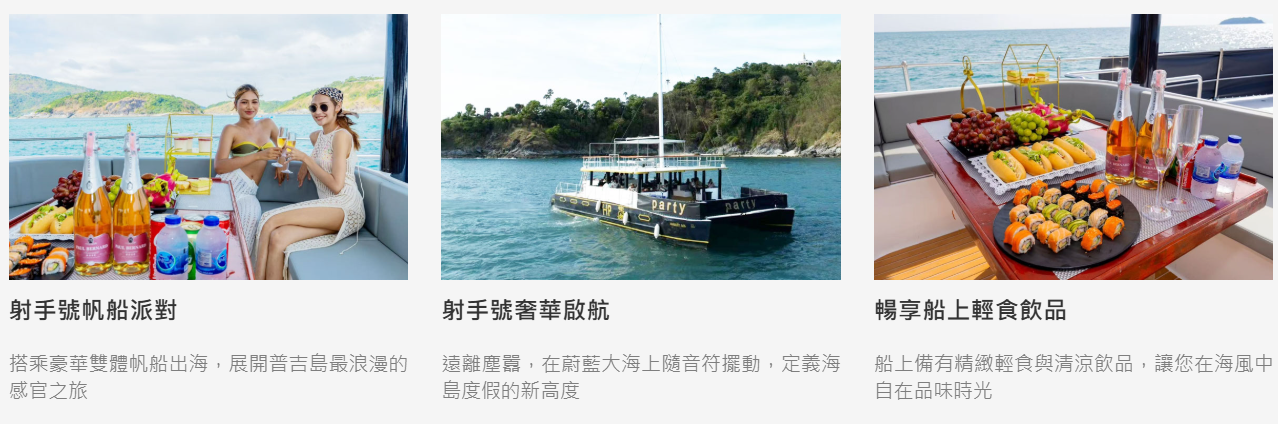 HP
party
party
射手號帆船派對
射手號奢華啟航
暢享船上輕食飲品
搭乘豪華雙體帆船出海，展開普吉島最浪漫的
感官之旅
遠離塵囂，在蔚藍大海上隨音符擺動，定義海
島度假的新高度
船上備有精緻輕食與清涼飲品，讓您在海風中
自在品味時光